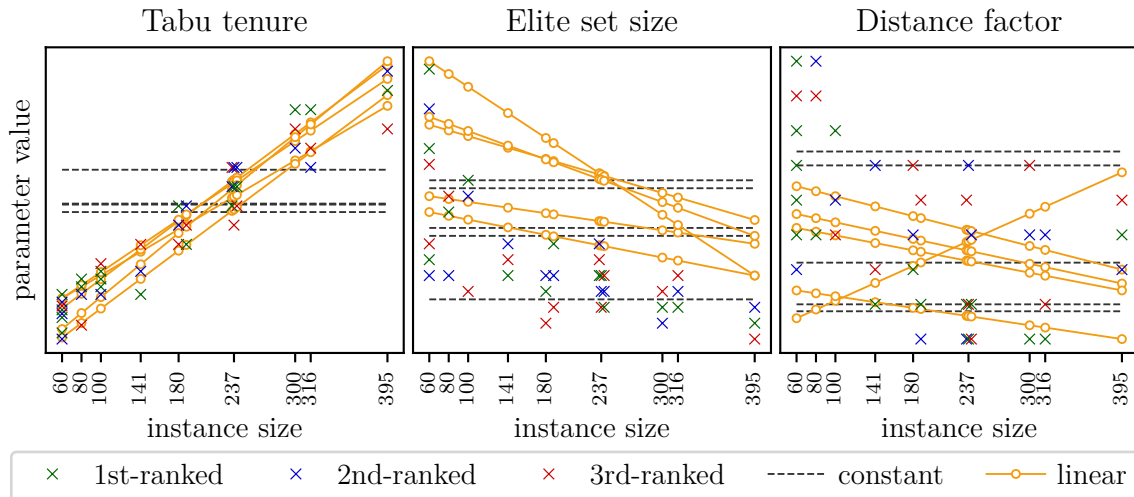 Tabu tenure
Elite set size
Distance factor
parameter value
60 80 100 141 180 237 300 316 395
60 80 100 141 180 237 300 316 395
60 80 100 141 180 237 306 316 395
instance size
instance size
instance size
1st-ranked 2nd-ranked 3rd-ranked constant linear